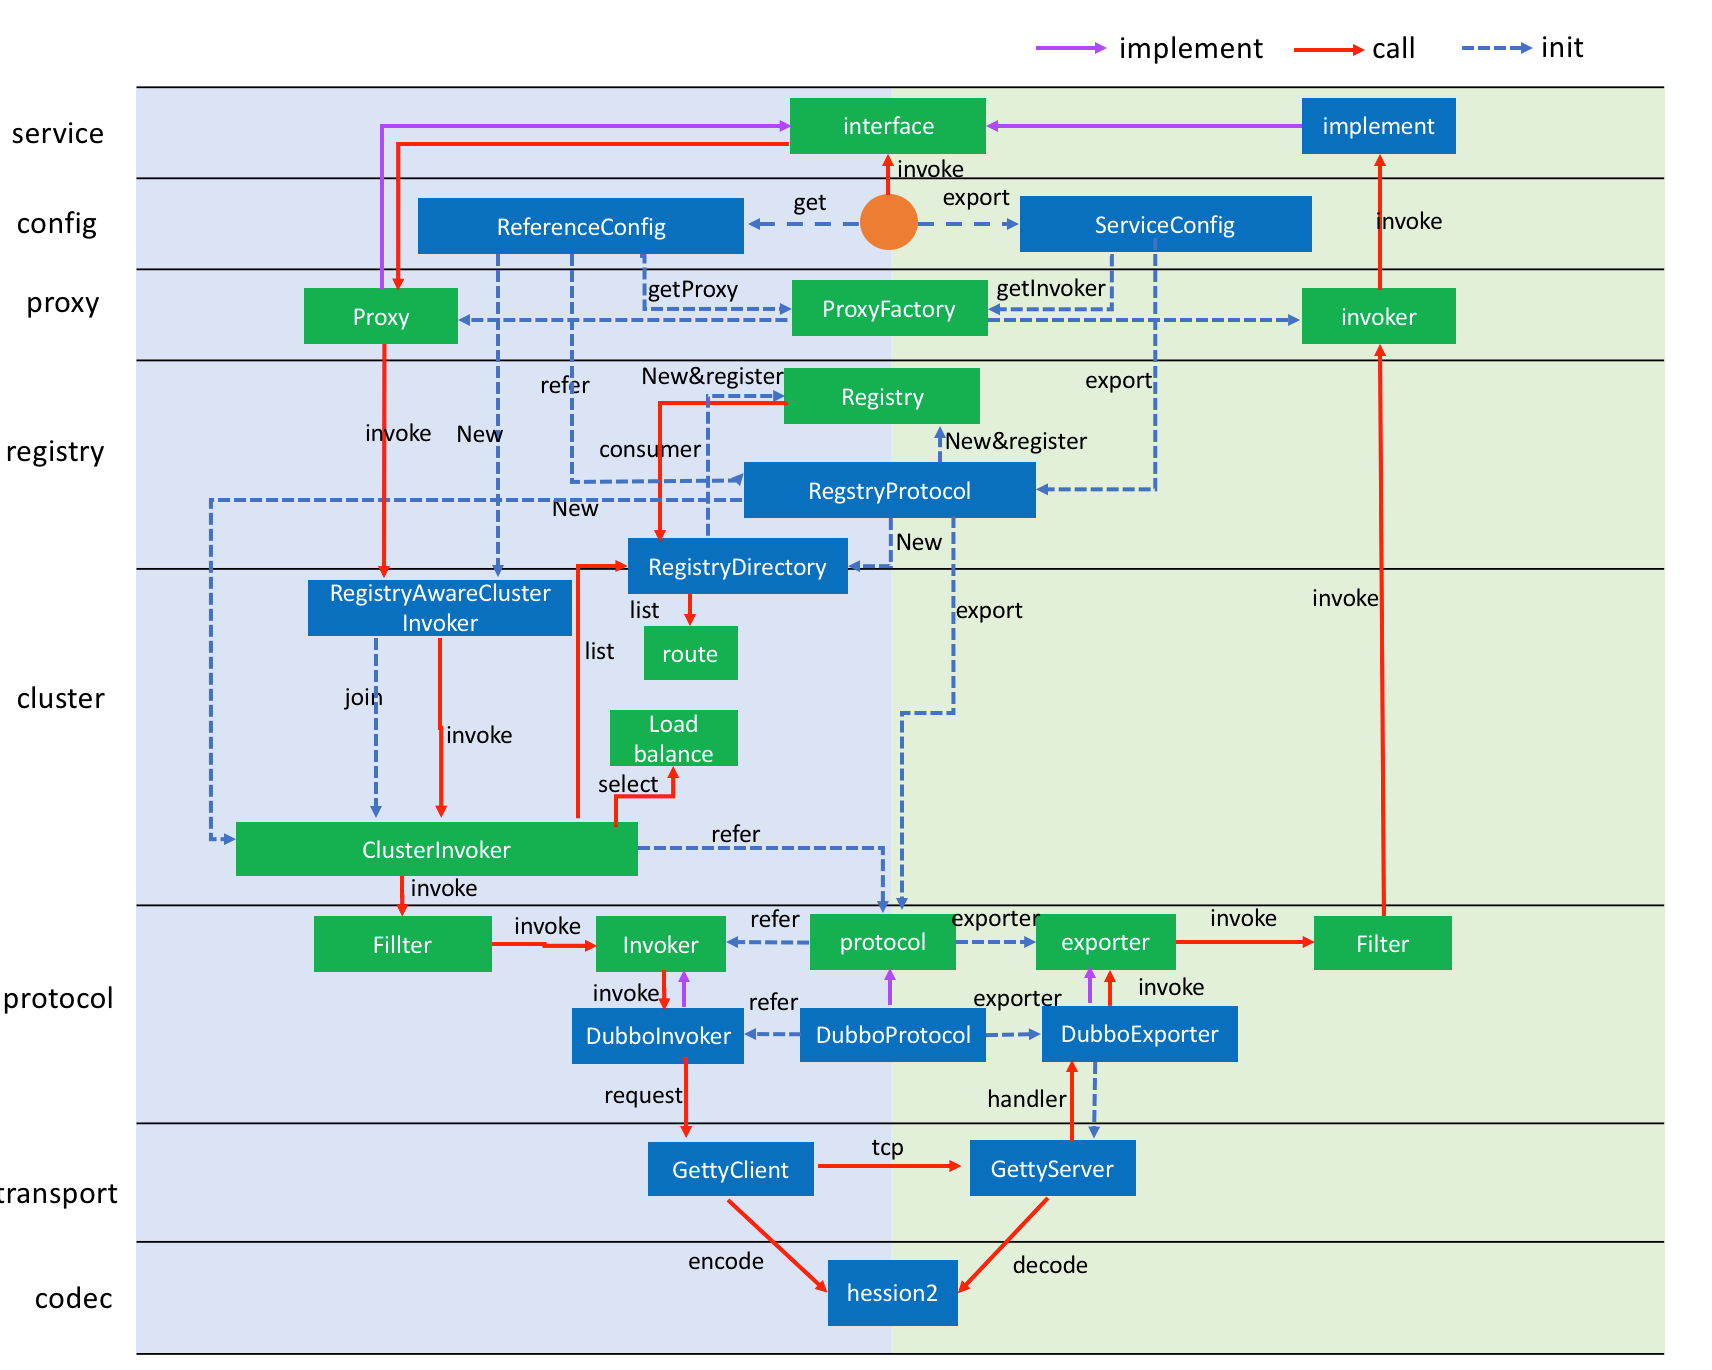 implement
call
init
service
interface
implement
invoke
config
ReferenceConfig
get
export
ServiceConfig
invoke
proxy
Proxy
getProxy
ProxyFactory
getInvoker
invoker
registry
refer
New&register
Registry
export
invoke
New
consumer
New&register
RegstryProtocol
New
New
RegistryDirectory
cluster
RegistryAwareCluster
Invoker
list
route
export
invoke
list
join
invoke
Load
balance
select
refer
ClusterInvoker
invoke
protocol
Fillter
invoke
Invoker
refer
protocol
exporter
exporter
invoke
Filter
invoke
refer
exporter
invoke
DubboInvoker
DubboProtocol
DubboExporter
request
handler
transport
GettyClient
tcp
GettyServer
codec
encode
decode
hession2